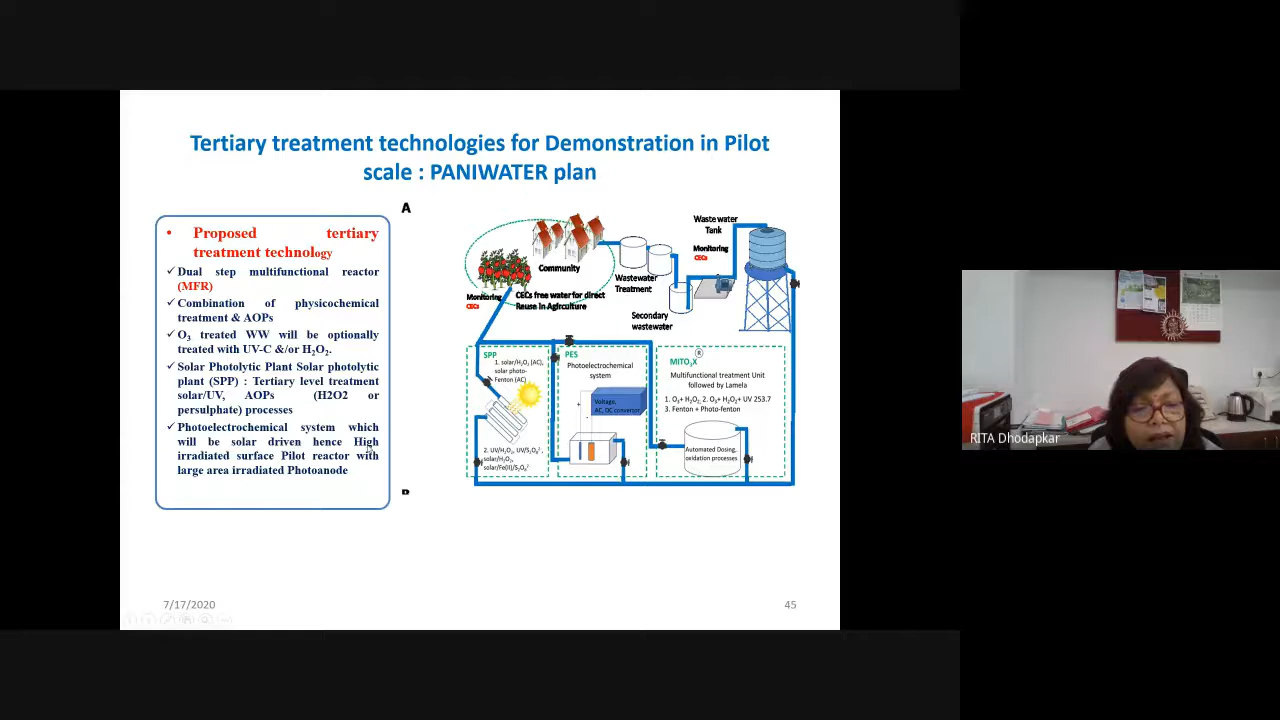 Tertiary treatment technologies for Demonstration in Pilot
scale : PANIWATER plan
A
• Proposed tertiary
treatment technology
✓ Dual step multifunctional reactor
(MFR)
✓ Combination of physicochemical
treatment & AOPs
✓ O3 treated WW will be optionally
treated with UV-C &/or H2O2.
✓ Solar Photolytic Plant Solar photolytic
plant (SPP) : Tertiary level treatment
solar/UV, AOPs (H2O2 or
persulphate) processes
✓ Photoelectrochemical system which
will be solar driven hence High
irradiated surface Pilot reactor with
large area irradiated Photoanode
Community
Monitoring
CECs
CECs free water for direct
Reuse in Agirculture
Wastewater
Treatment
Secondary
wastewater
Waste water
Tank
Monitoring
CECs
SPP
1. solar/H2O2 (AC),
solar photo-
Fenton (AC)
2. UV/H2O2, UV/S2O82-,
solar/H2O2,
solar/Fe(II)/S2O82-
PES
Photoelectrochemical
system
+
-
Voltage,
AC, DC conversor
MITO3X
®
Multifunctional treatment Unit
followed by Lamela
1. O3+ H2O2, 2. O3+ H2O2+ UV 253.7
3. Fenton + Photo-fenton
Automated Dosing,
oxidation processes
B
7/17/2020
45
RITA Dhodapkar